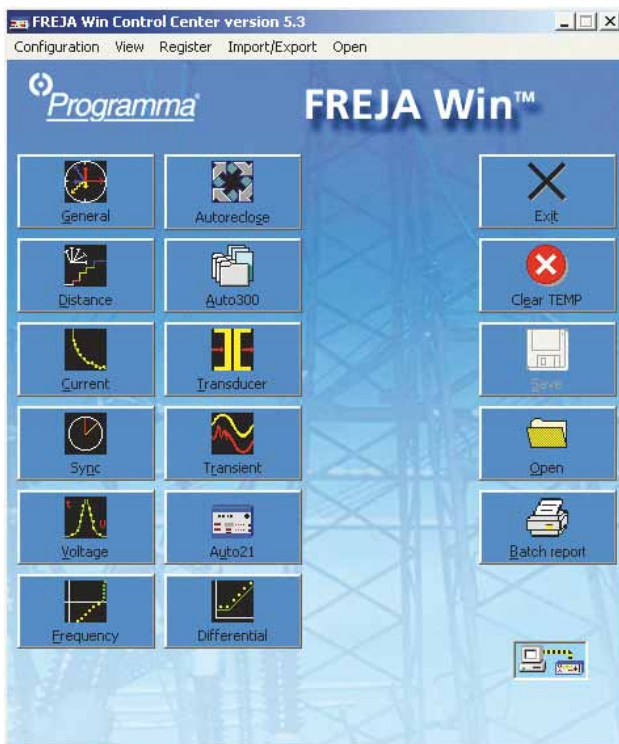 FREJA Win Control Center version 5.3
Configuration View Register Import/Export Open
Programma®
FREJA Win™
General
Autoreclose
Exit
Distance
Auto300
Clear TEMP
Current
Transducer
Save
Sync
Transient
Open
Voltage
Auto21
Batch report
Frequency
Differential